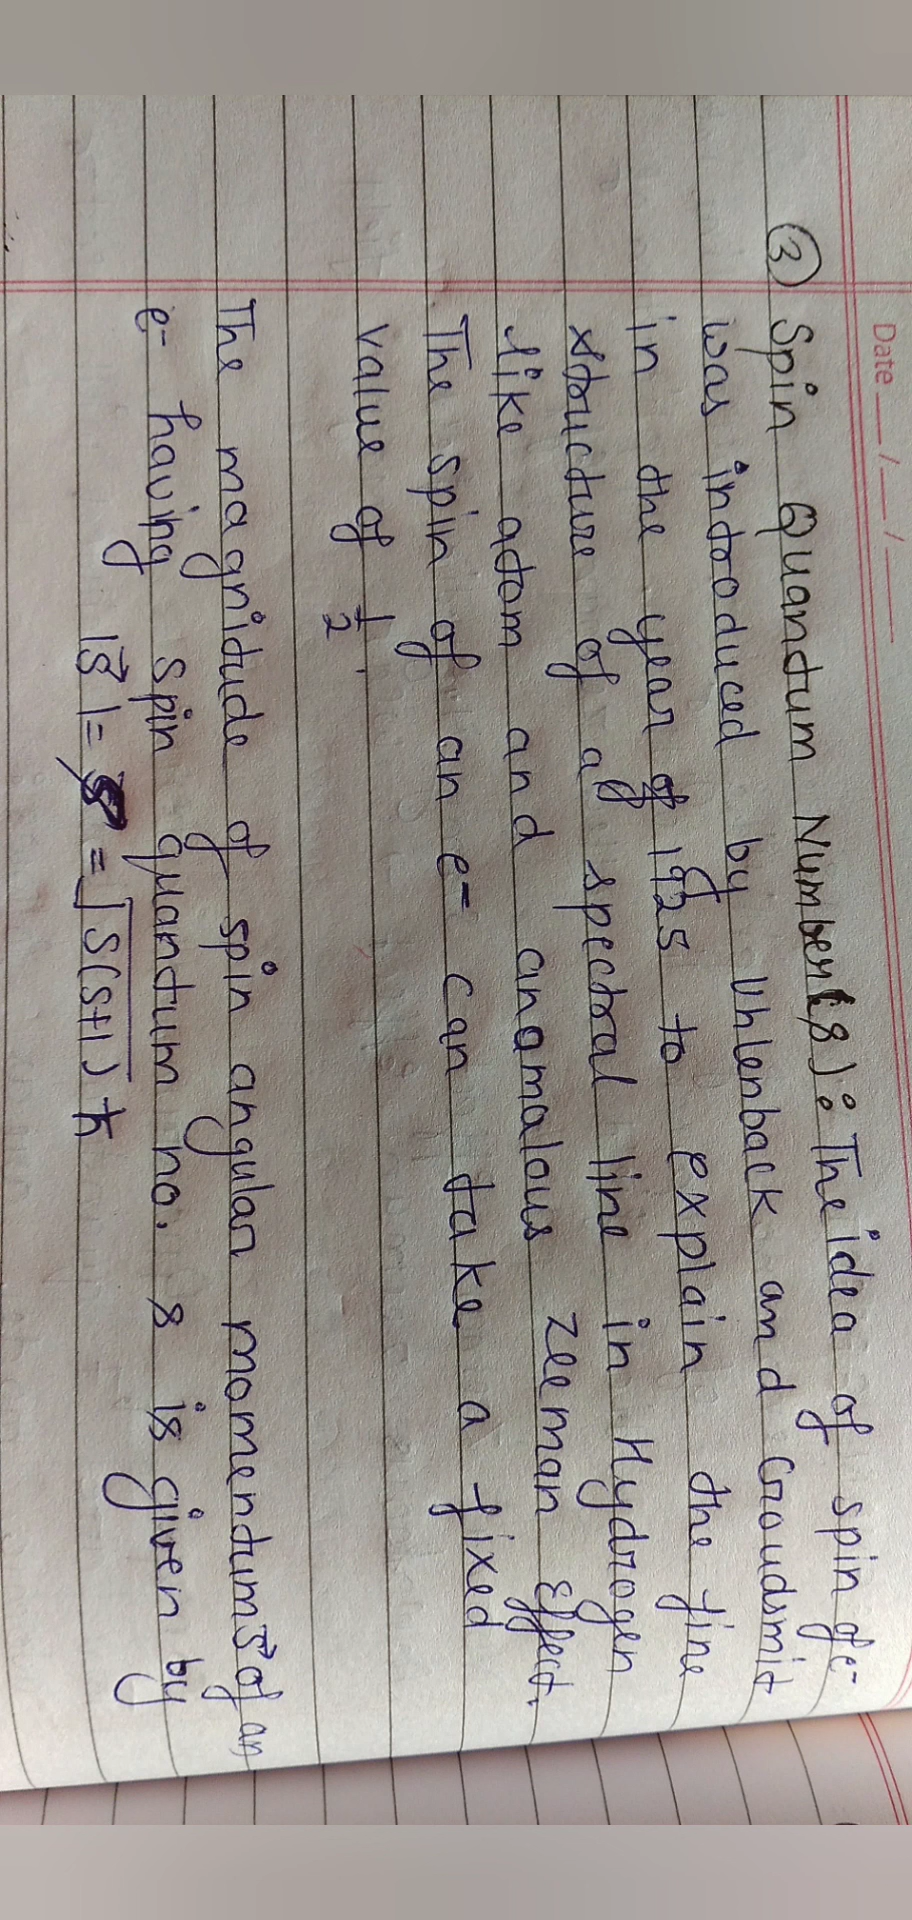 Date __/__/__
③ Spin Quantum Number(s): The idea of spin of e-
was introduced by Uhlenback and Goudsmit
in the year of 1925 to explain the fine
structure of a spectral line in Hydrogen
like atom and anamalous zeeman Effect.
The spin of an e- can take a fixed
value of 1/2.
The magnitude of spin angular momentum S⃗ of an
e- having spin quantum no. s is given by
|S⃗| = S = √S(S+1) ħ